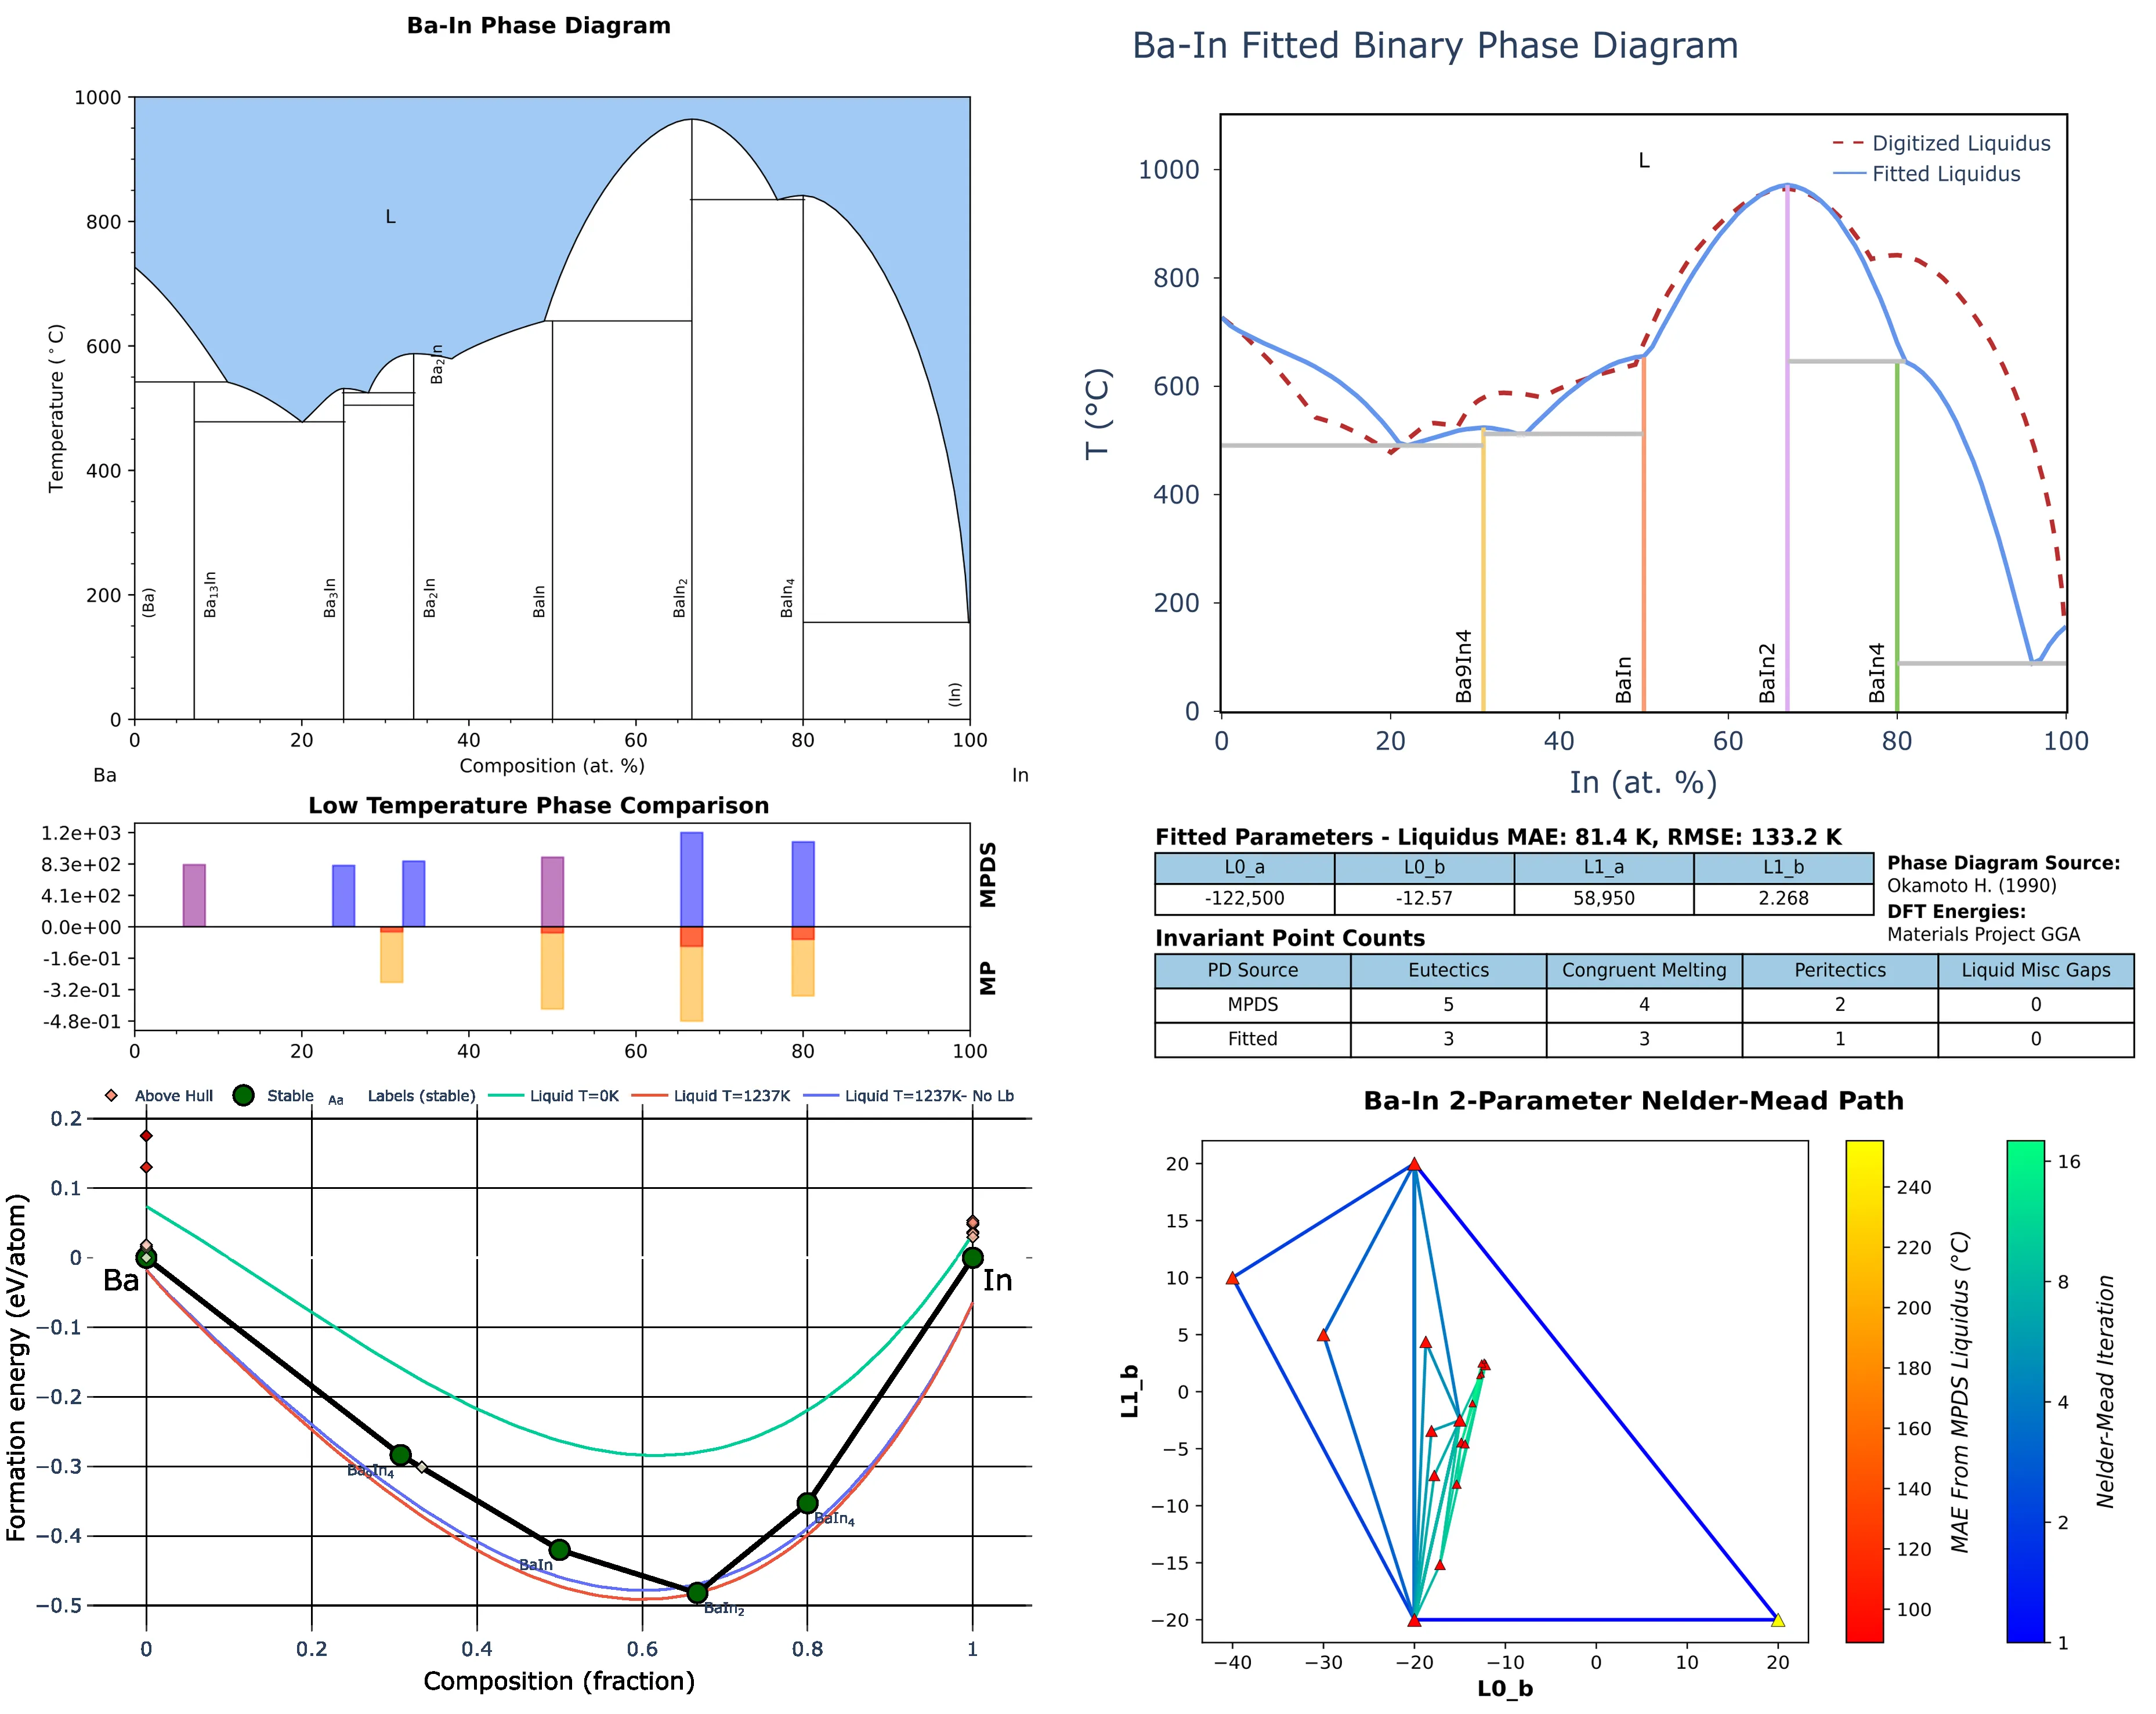 Ba-In Phase Diagram
1000
800
600
400
200
0
Temperature (°C)
L
(Ba)
Ba₁₃In
Ba₃In
Ba₂In
Ba₂In
BaIn
BaIn₂
BaIn₄
(In)
0 20 40 60 80 100
Composition (at. %)
Ba
In
Ba-In Fitted Binary Phase Diagram
1000
800
600
400
200
0
T (°C)
L
Digitized Liquidus
Fitted Liquidus
Ba9In4
BaIn
BaIn2
BaIn4
0 20 40 60 80 100
In (at. %)
Low Temperature Phase Comparison
1.2e+03
8.3e+02
4.1e+02
0.0e+00
-1.6e-01
-3.2e-01
-4.8e-01
MPDS
MP
0 20 40 60 80 100
Fitted Parameters - Liquidus MAE: 81.4 K, RMSE: 133.2 K
L0_a L0_b L1_a L1_b
-122,500 -12.57 58,950 2.268
Phase Diagram Source:
Okamoto H. (1990)
DFT Energies:
Materials Project GGA
Invariant Point Counts
PD Source Eutectics Congruent Melting Peritectics Liquid Misc Gaps
MPDS 5 4 2 0
Fitted 3 3 1 0
Above Hull Stable Aa Labels (stable) Liquid T=0K Liquid T=1237K Liquid T=1237K- No Lb
0.2
0.1
0
−0.1
−0.2
−0.3
−0.4
−0.5
Formation energy (eV/atom)
Ba
In
Ba₉In₄
BaIn
BaIn₂
BaIn₄
0 0.2 0.4 0.6 0.8 1
Composition (fraction)
Ba-In 2-Parameter Nelder-Mead Path
20
15
10
5
0
−5
−10
−15
−20
L1_b
−40 −30 −20 −10 0 10 20
L0_b
240
220
200
180
160
140
120
100
MAE From MPDS Liquidus (°C)
16
8
4
2
1
Nelder-Mead Iteration